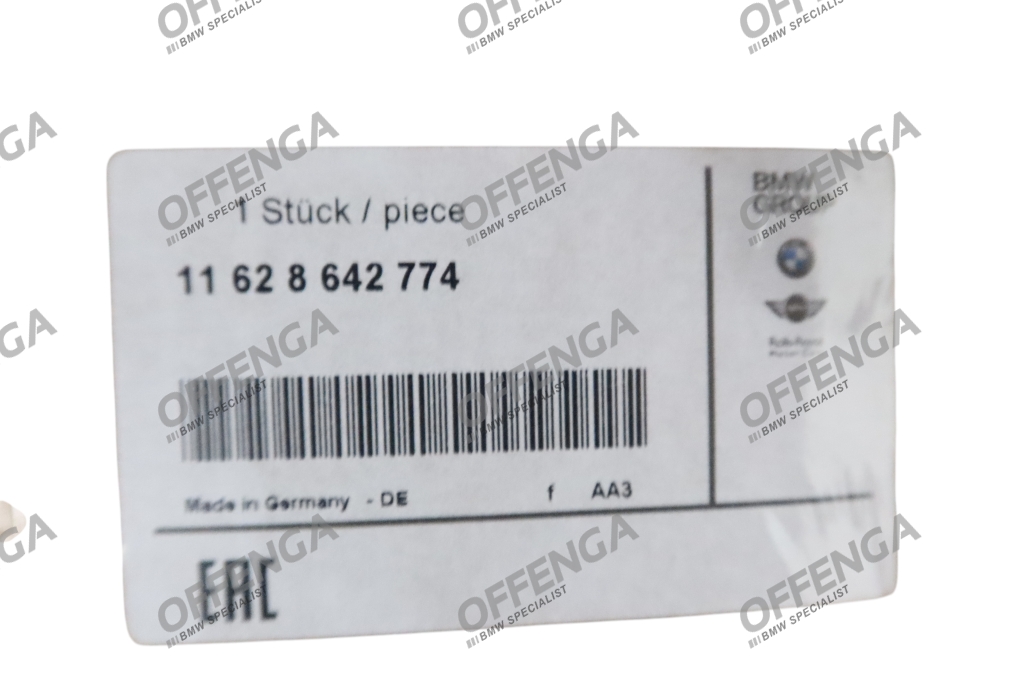 1 Stück / piece
11 62 8 642 774
Made in Germany - DE f AA3
BMW
GROUP
EAC
OFFENGA
BMW SPECIALIST